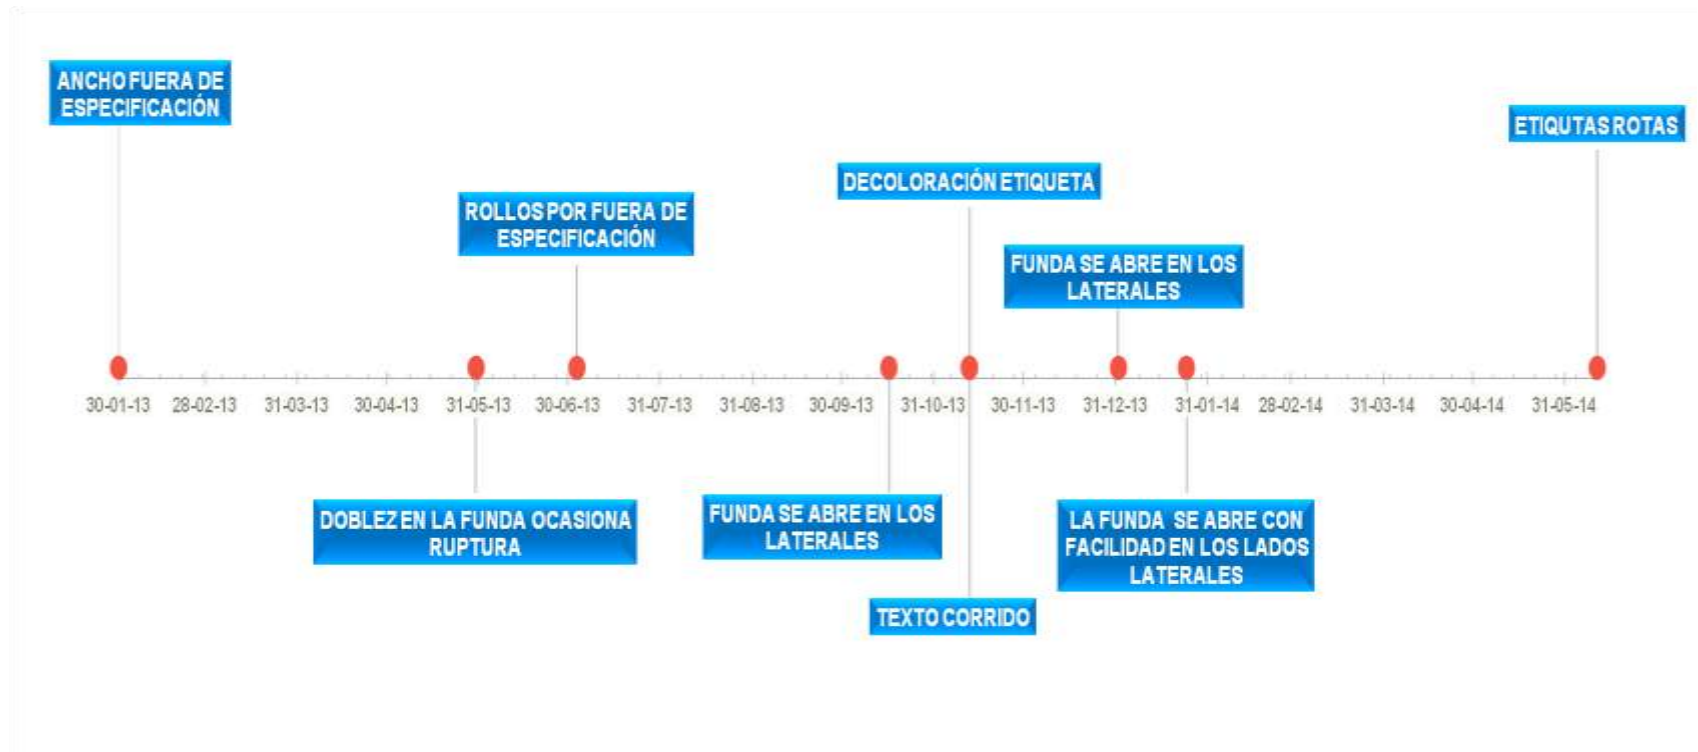 ANCHO FUERA DE
ESPECIFICACIÓN
ETIQUTAS ROTAS
DECOLORACIÓN ETIQUETA
ROLLOS POR FUERA DE
ESPECIFICACIÓN
FUNDA SE ABRE EN LOS
LATERALES
30-01-13 28-02-13 31-03-13 30-04-13 31-05-13 30-06-13 31-07-13 31-08-13 30-09-13 31-10-13 30-11-13 31-12-13 31-01-14 28-02-14 31-03-14 30-04-14 31-05-14
DOBLEZ EN LA FUNDA OCASIONA
RUPTURA
FUNDA SE ABRE EN LOS
LATERALES
LA FUNDA SE ABRE CON
FACILIDAD EN LOS LADOS
LATERALES
TEXTO CORRIDO